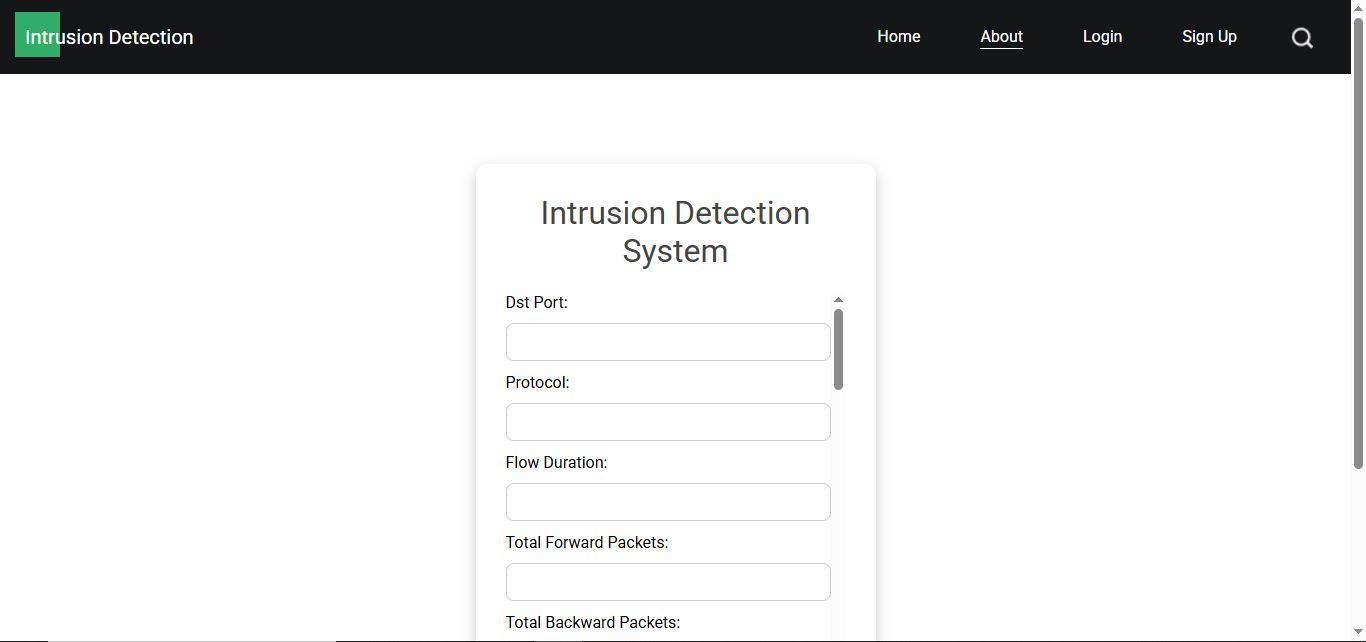 Intrusion Detection
Home
About
Login
Sign Up
Intrusion Detection
System
Dst Port:
Protocol:
Flow Duration:
Total Forward Packets:
Total Backward Packets: